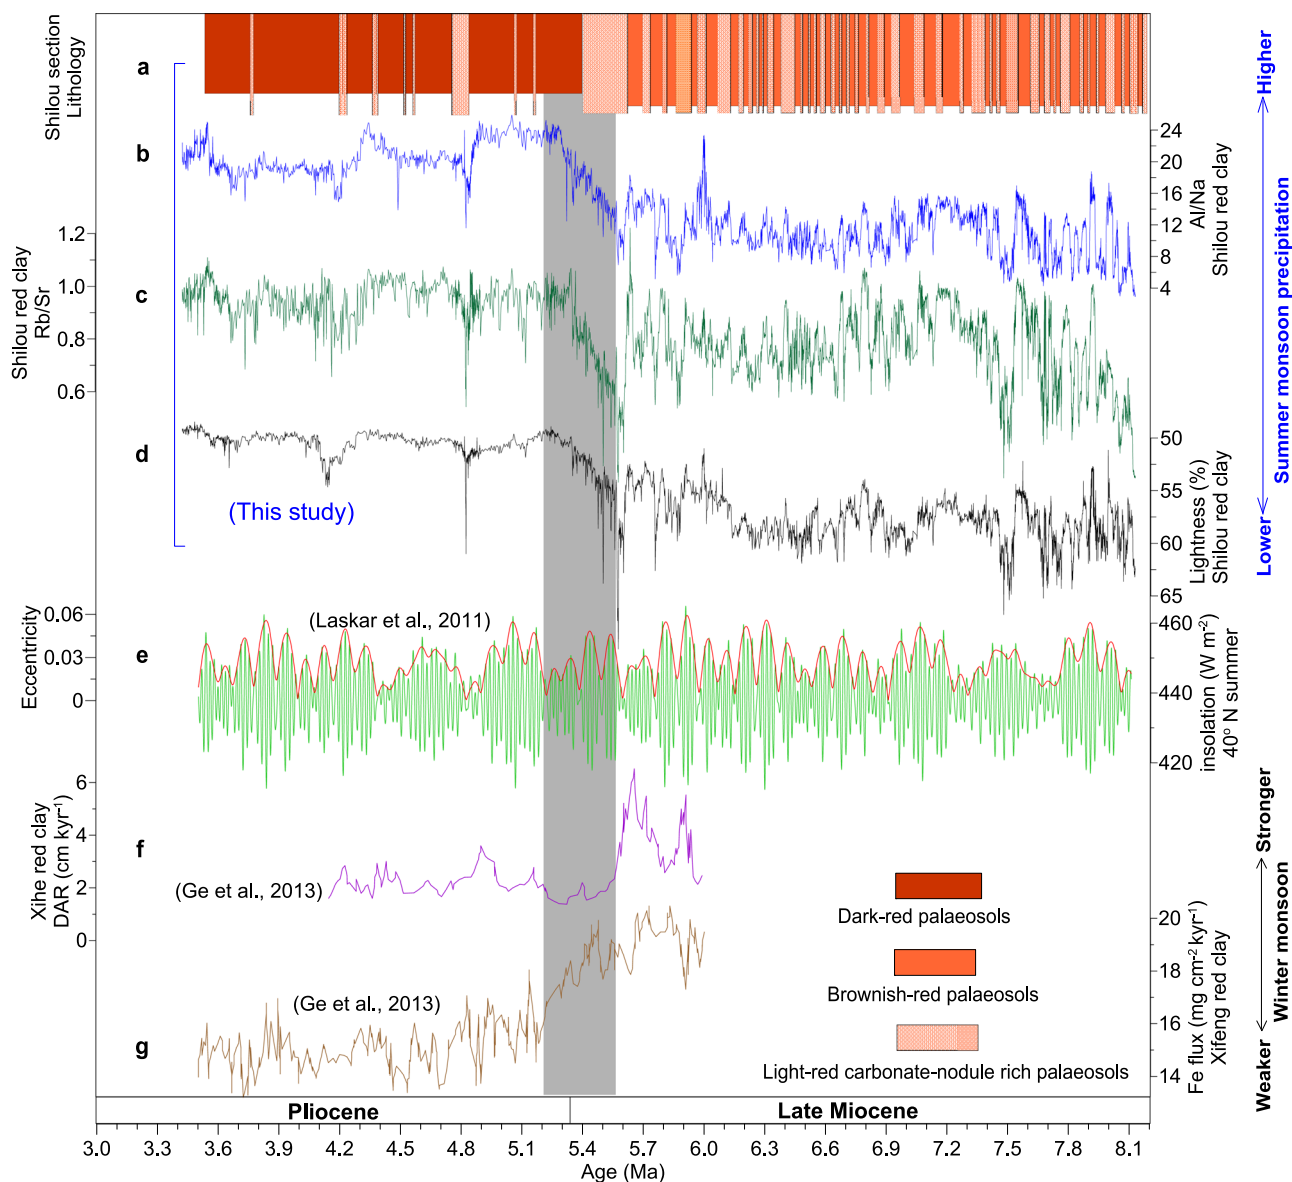 Shilou section
Lithology
a
Higher
b
24
20
16
12
8
4
Al/Na
Shilou red clay
Shilou red clay
Rb/Sr
1.2
1.0
0.8
0.6
c
Summer monsoon precipitation
d
50
55
60
65
Lightness (%)
Shilou red clay
(This study)
Lower
Eccentricity
0.06
0.03
0
(Laskar et al., 2011)
e
460
440
420
insolation (W m-2)
40° N summer
Xihe red clay
DAR (cm kyr-1)
6
4
2
0
f
(Ge et al., 2013)
Stronger
Dark-red palaeosols
20
18
16
14
Fe flux (mg cm-2 kyr-1)
Xifeng red clay
Winter monsoon
Brownish-red palaeosols
(Ge et al., 2013)
g
Light-red carbonate-nodule rich palaeosols
Weaker
Pliocene
Late Miocene
3.0 3.3 3.6 3.9 4.2 4.5 4.8 5.1 5.4 5.7 6.0 6.3 6.6 6.9 7.2 7.5 7.8 8.1
Age (Ma)